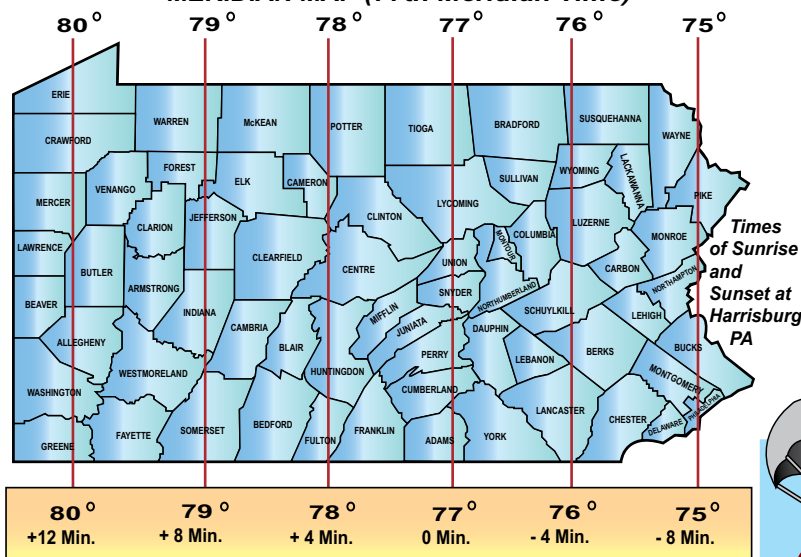 MERIDIAN MAP (77th Meridian Time)
80° 79° 78° 77° 76° 75°
ERIE
WARREN
McKEAN
POTTER
TIOGA
BRADFORD
SUSQUEHANNA
WAYNE
CRAWFORD
FOREST
ELK
CAMERON
SULLIVAN
WYOMING
LACKAWANNA
PIKE
MERCER
VENANGO
CLARION
JEFFERSON
CLINTON
LYCOMING
COLUMBIA
LUZERNE
MONROE
LAWRENCE
BUTLER
CLEARFIELD
CENTRE
UNION
MONTOUR
CARBON
NORTHAMPTON
BEAVER
ARMSTRONG
INDIANA
SNYDER
NORTHUMBERLAND
SCHUYLKILL
LEHIGH
ALLEGHENY
CAMBRIA
BLAIR
MIFFLIN
JUNIATA
PERRY
DAUPHIN
LEBANON
BERKS
BUCKS
WASHINGTON
WESTMORELAND
HUNTINGDON
CUMBERLAND
LANCASTER
MONTGOMERY
PHILADELPHIA
GREENE
FAYETTE
SOMERSET
BEDFORD
FULTON
FRANKLIN
ADAMS
YORK
CHESTER
DELAWARE
Times
of Sunrise
and
Sunset at
Harrisburg
PA
80° 79° 78° 77° 76° 75°
+12 Min. + 8 Min. + 4 Min. 0 Min. - 4 Min. - 8 Min.